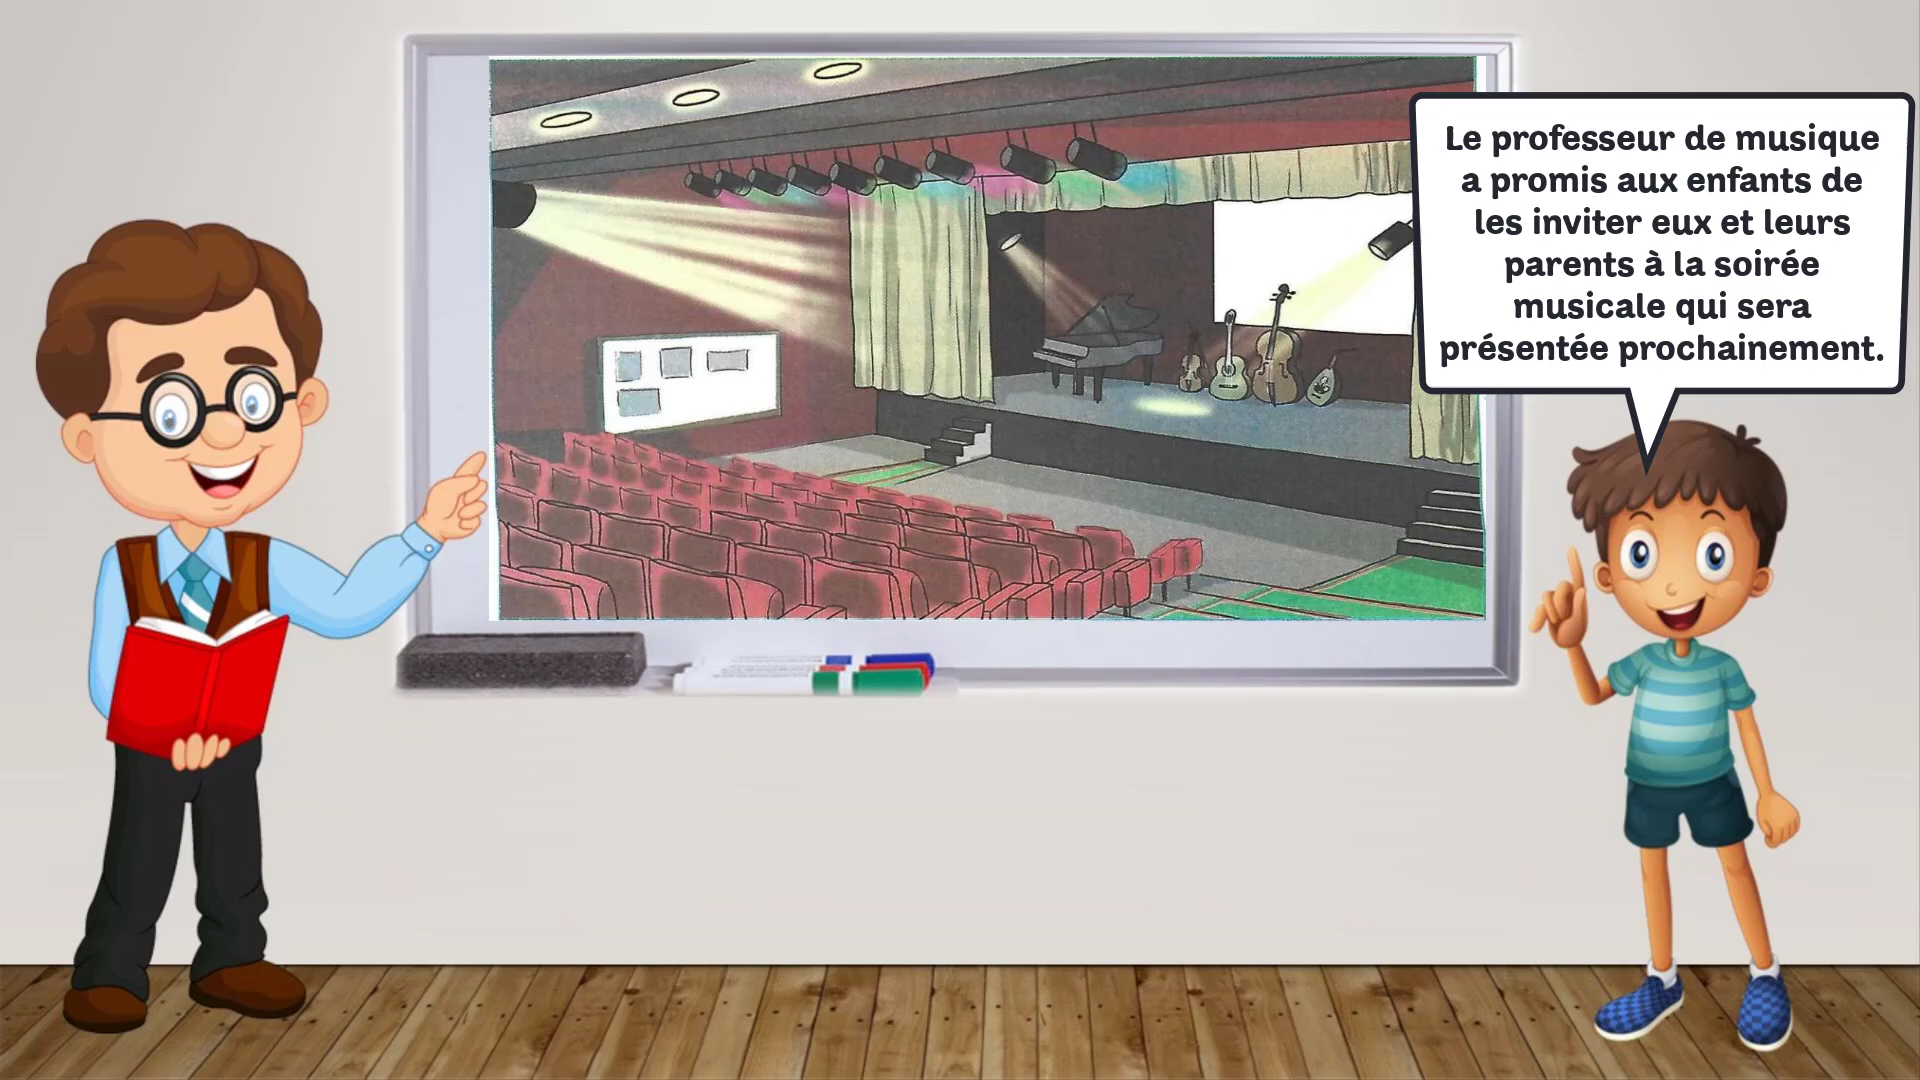 Le professeur de musique
a promis aux enfants de
les inviter eux et leurs
parents à la soirée
musicale qui sera
présentée prochainement.